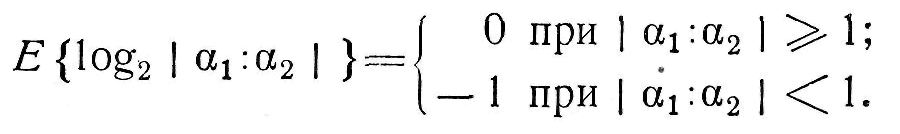 E {log₂ | α₁ : α₂ | } = { 0 при | α₁ : α₂ | ⩾ 1;
— 1 при | α₁ : α₂ | < 1.